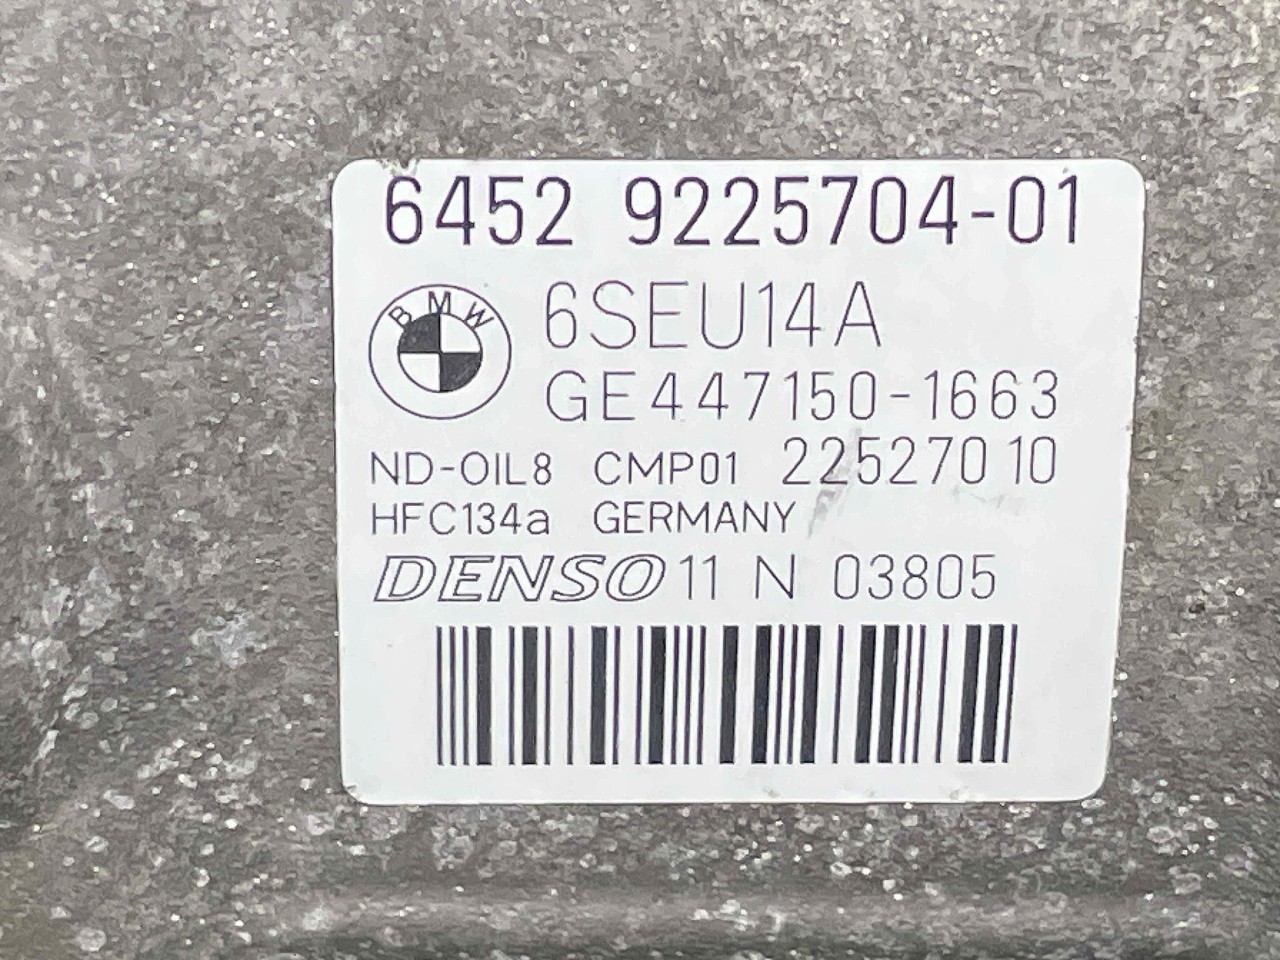 6452 9225704-01
BMW
6SEU14A
GE447150-1663
ND-OIL8 CMP01 22527010
HFC134a GERMANY
DENSO 11 N 03805